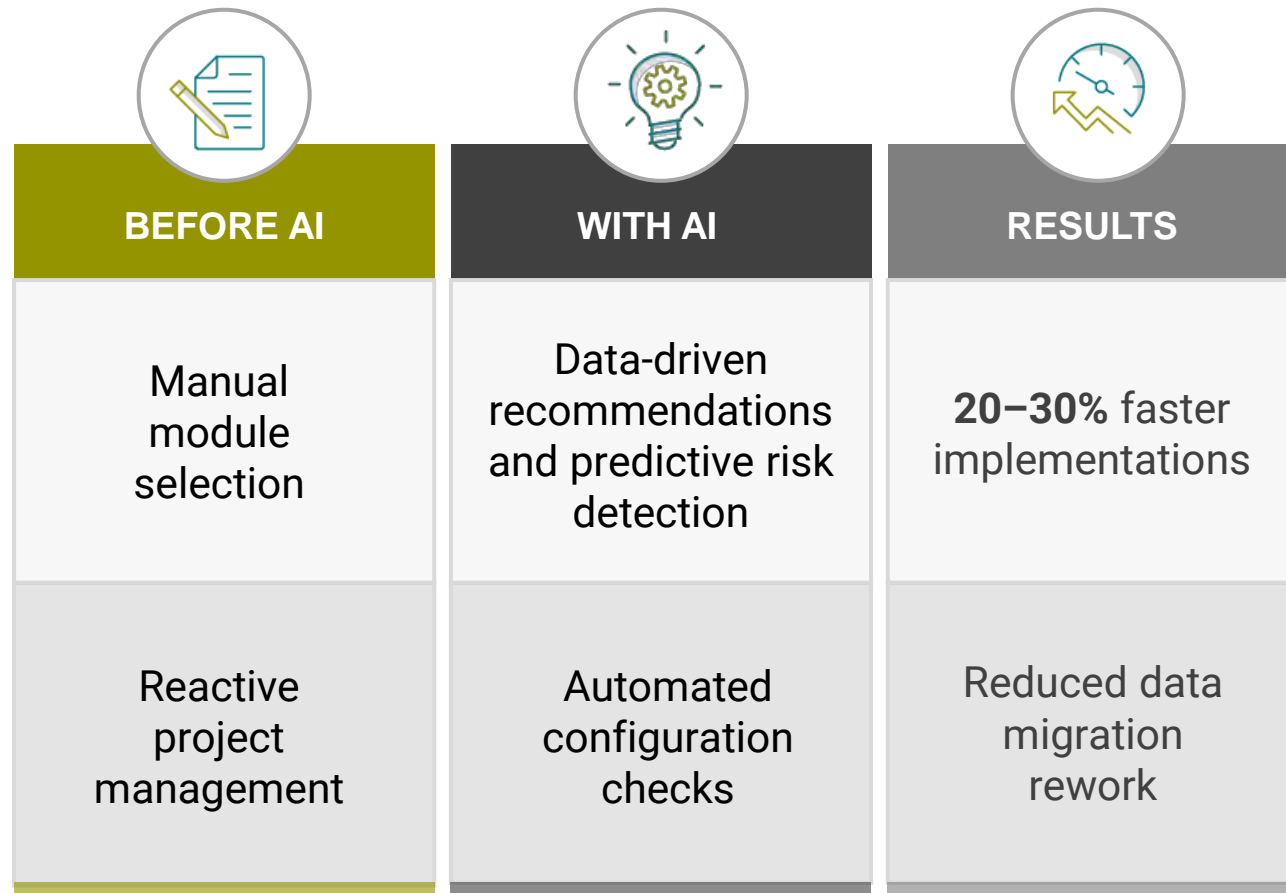 BEFORE AI
WITH AI
RESULTS
Manual
module
selection
Data-driven
recommendations
and predictive risk
detection
20–30% faster
implementations
Reactive
project
management
Automated
configuration
checks
Reduced data
migration
rework